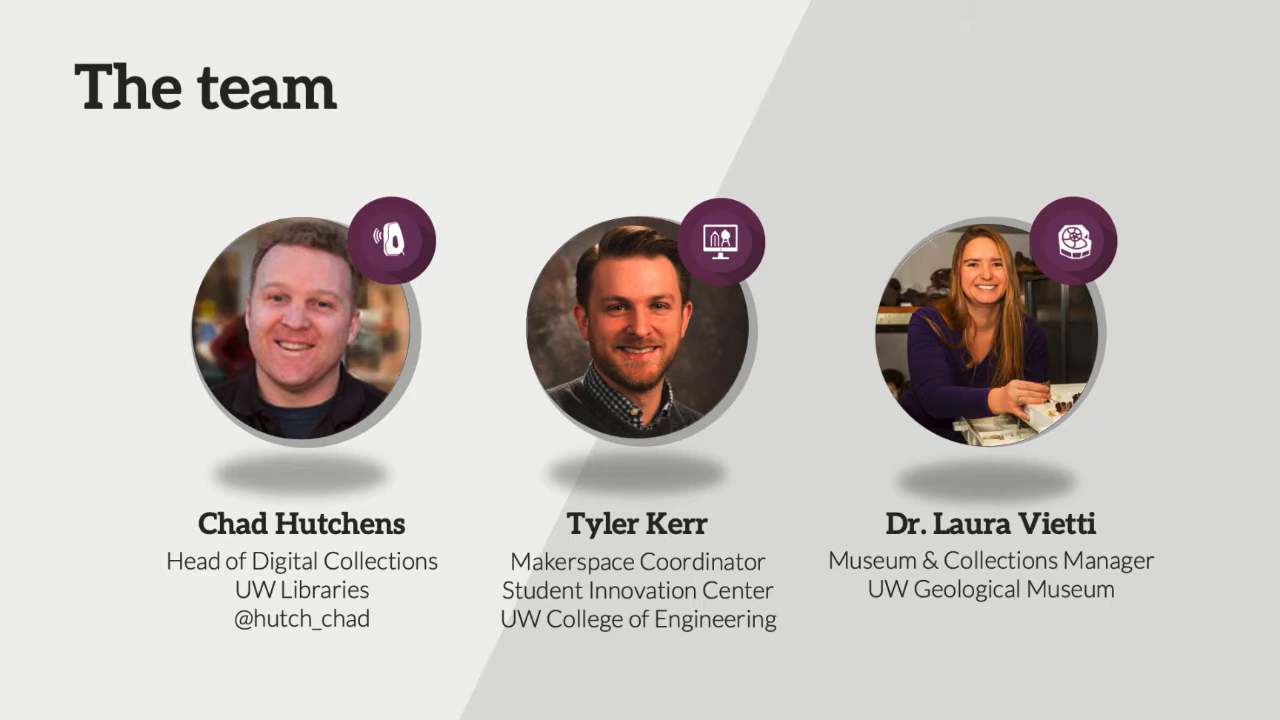 The team
Chad Hutchens
Head of Digital Collections
UW Libraries
@hutch_chad
Tyler Kerr
Makerspace Coordinator
Student Innovation Center
UW College of Engineering
Dr. Laura Vietti
Museum & Collections Manager
UW Geological Museum